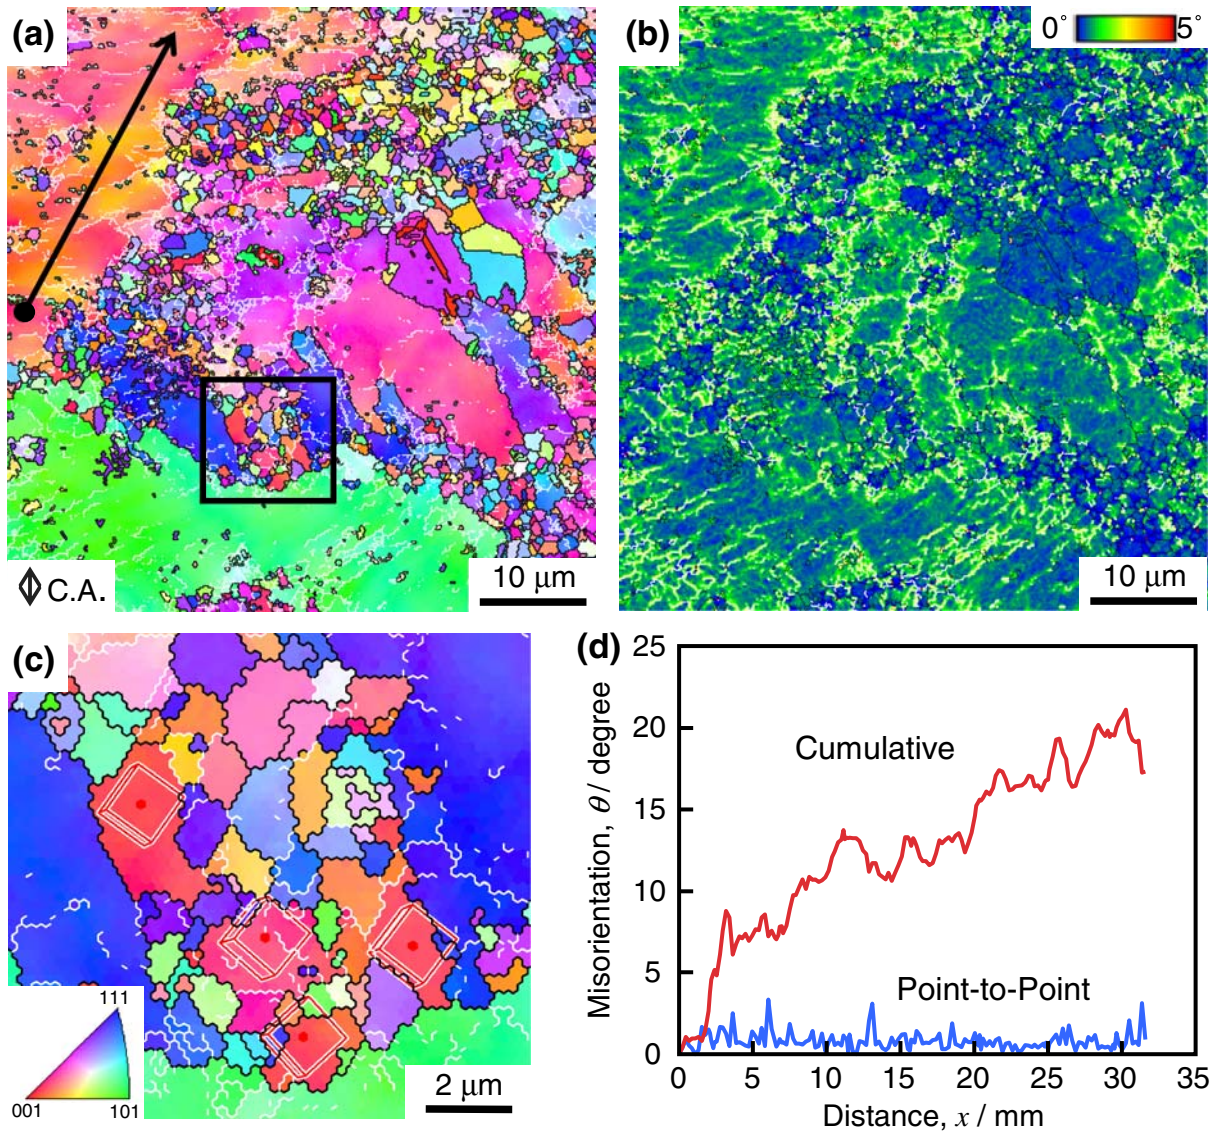 (a)
C.A.
10 μm
(b)
0° 5°
10 μm
(c)
111
001 101
2 μm
(d)
25
20
15
10
5
0
Misorientation, θ / degree
Cumulative
Point-to-Point
0 5 10 15 20 25 30 35
Distance, x / mm